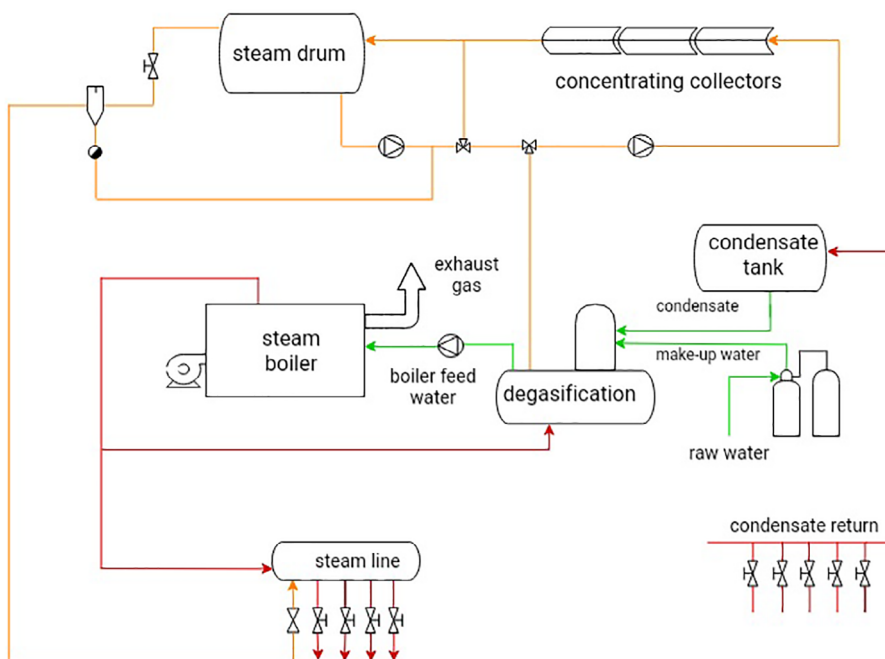 steam drum
concentrating collectors
condensate
tank
exhaust
gas
condensate
steam
boiler
make-up water
boiler feed
water
degasification
raw water
condensate return
steam line